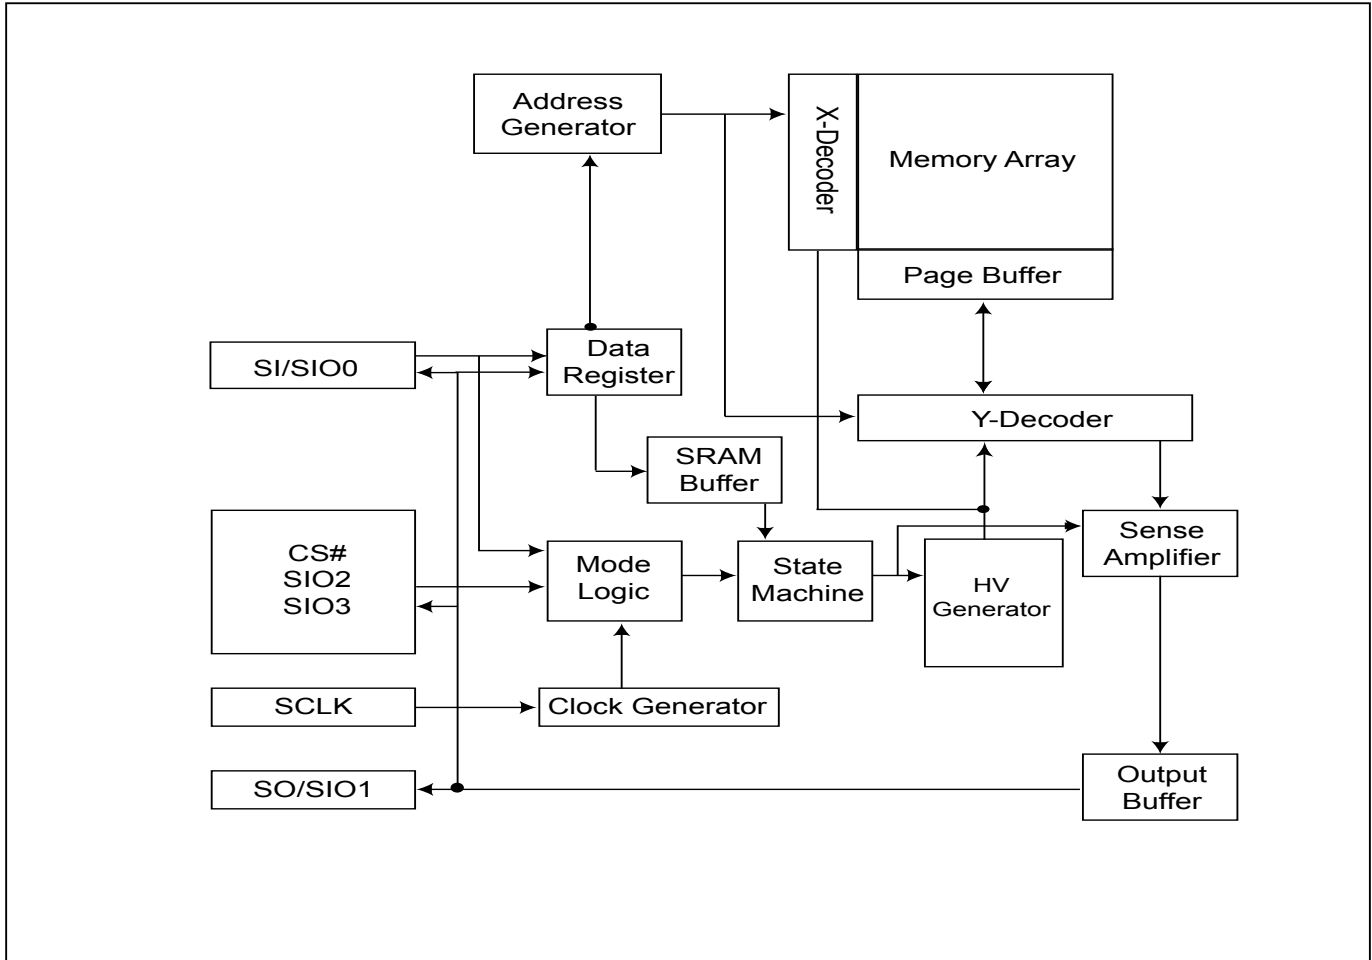 Address
Generator
X-Decoder
Memory Array
Page Buffer
SI/SIO0
Data
Register
Y-Decoder
SRAM
Buffer
CS#
SIO2
SIO3
Mode
Logic
State
Machine
HV
Generator
Sense
Amplifier
SCLK
Clock Generator
SO/SIO1
Output
Buffer